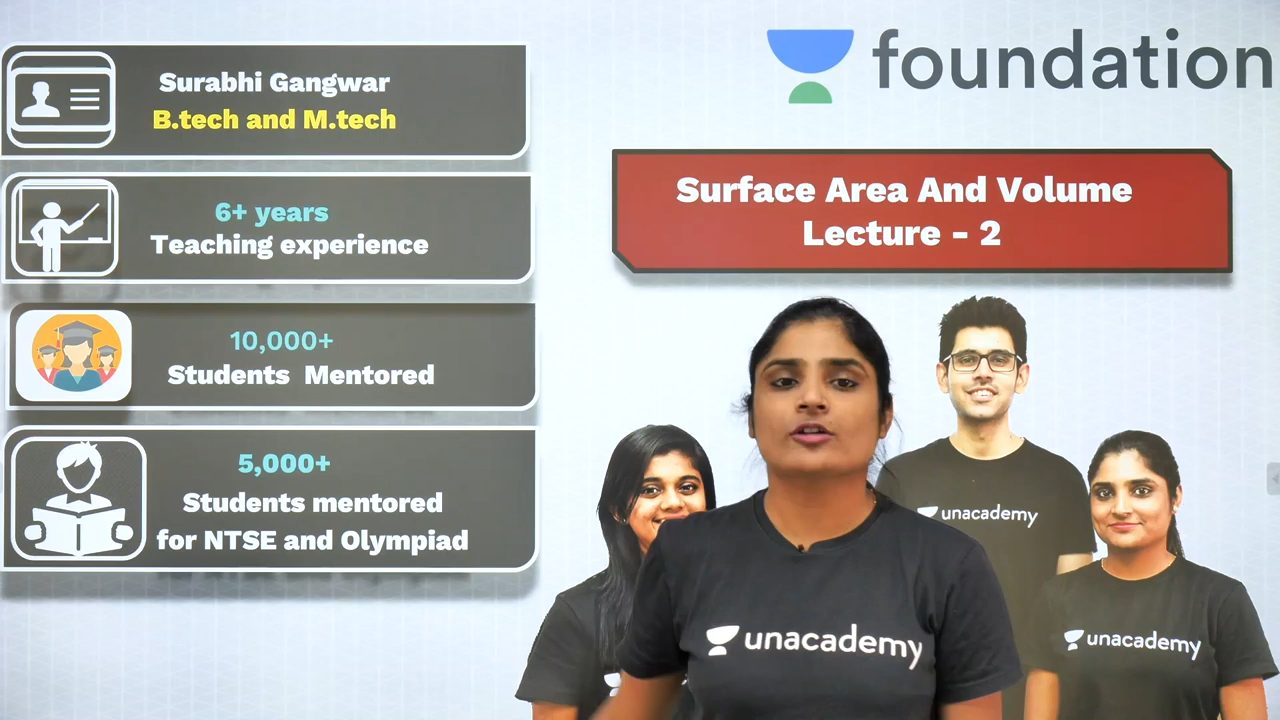 Surabhi Gangwar
B.tech and M.tech
6+ years
Teaching experience
10,000+
Students Mentored
5,000+
Students mentored
for NTSE and Olympiad
foundation
Surface Area And Volume
Lecture - 2
unacademy
unacademy
unacademy